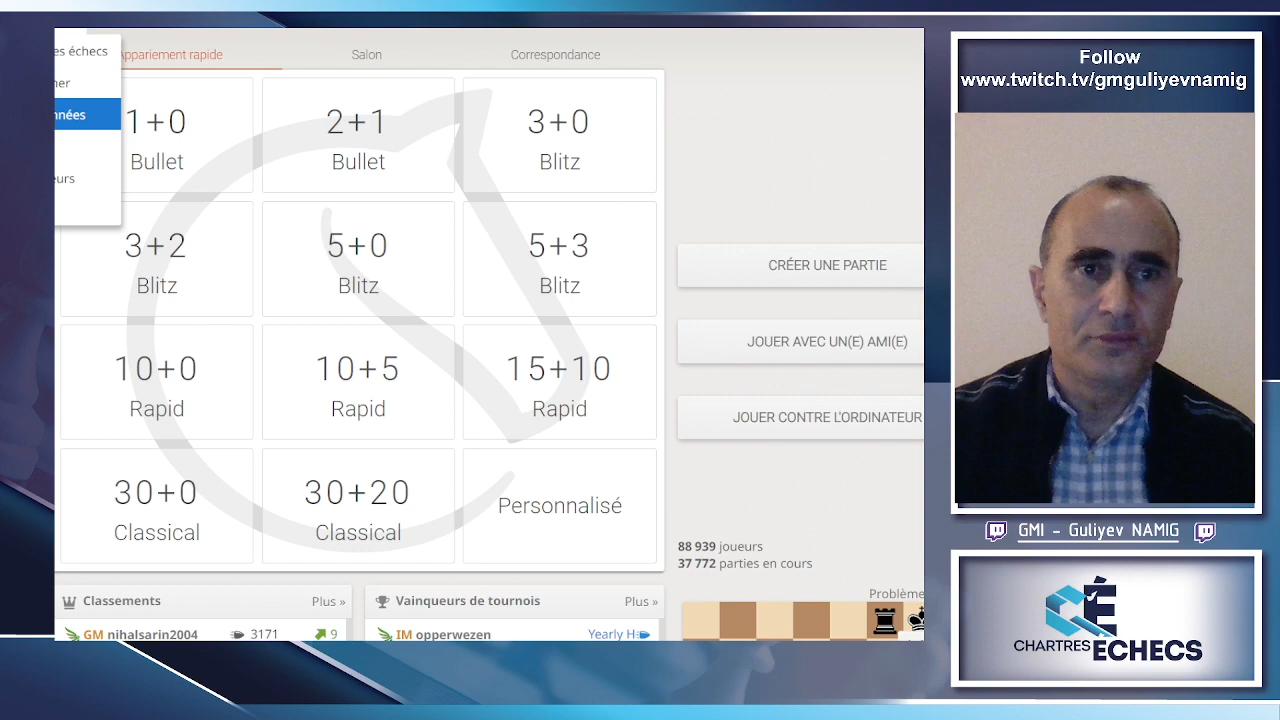 es échecs
ner
nnées
eurs
Appariement rapide
Salon
Correspondance
1+0
Bullet
2+1
Bullet
3+0
Blitz
3+2
Blitz
5+0
Blitz
5+3
Blitz
10+0
Rapid
10+5
Rapid
15+10
Rapid
30+0
Classical
30+20
Classical
Personnalisé
CRÉER UNE PARTIE
JOUER AVEC UN(E) AMI(E)
JOUER CONTRE L'ORDINATEUR
88 939 joueurs
37 772 parties en cours
Classements
Plus »
GM nihalsarin2004
3171
9
Vainqueurs de tournois
Plus »
IM opperwezen
Yearly H
Problème
Follow
www.twitch.tv/gmguliyevnamig
GMI - Guliyev NAMIG
CÉ
CHARTRES ECHECS